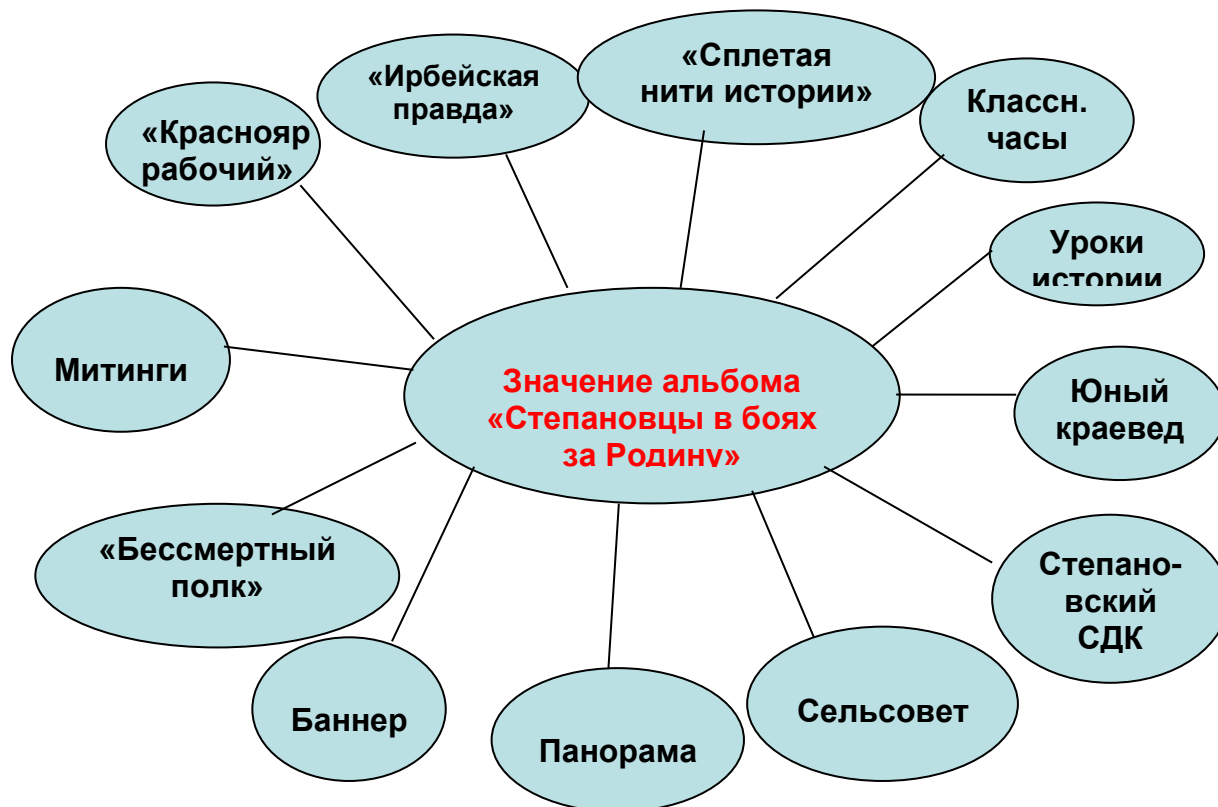 «Сплетая
нити истории»
«Ирбейская
правда»
Классн.
часы
«Краснояр
рабочий»
Уроки
истории
Митинги
Значение альбома
«Степановцы в боях
за Родину»
Юный
краевед
«Бессмертный
полк»
Степано-
вский
СДК
Баннер
Панорама
Сельсовет